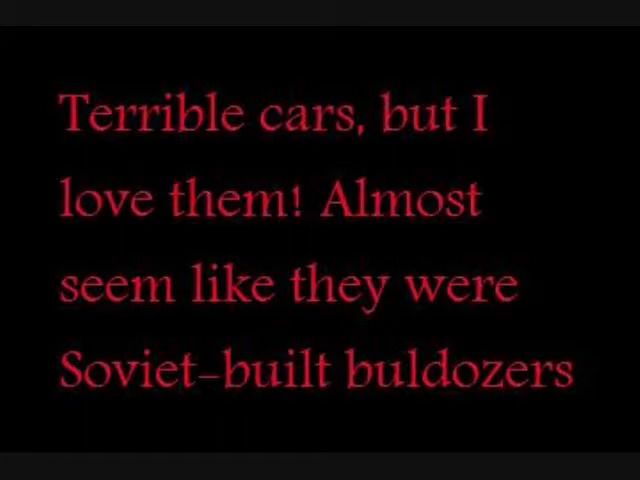 Terrible cars, but I
love them! Almost
seem like they were
Soviet-built buldozers